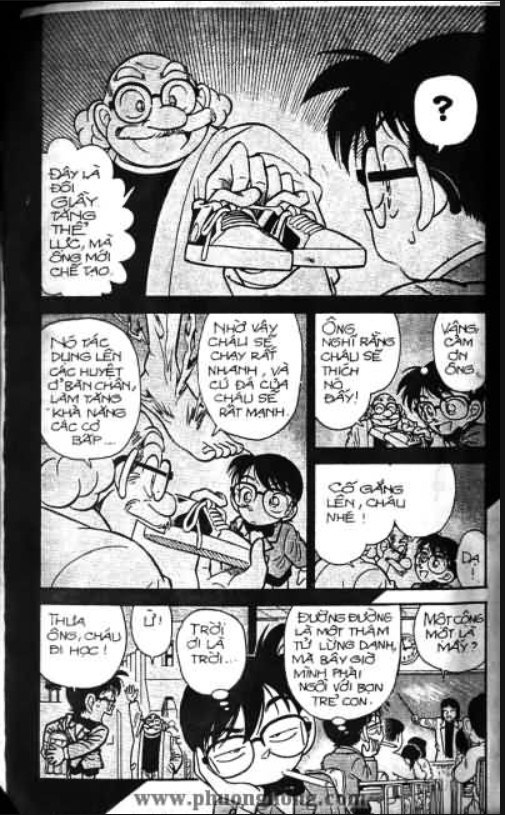 ?
ĐÂY LÀ
ĐÔI
GIẦY
TĂNG
THỂ
LỰC, MÀ
ÔNG MỚI
CHẾ TẠO.
NÓ TÁC
DỤNG LÊN
CÁC HUYỆT
Ở BÀN CHÂN,
LÀM TĂNG
KHẢ NĂNG
CÁC CƠ
BẮP...
NHỜ VẬY
CHÁU SẼ
CHẠY RẤT
NHANH, VÀ
CÚ ĐÁ CỦA
CHÁU SẼ
RẤT MẠNH.
ÔNG
NGHĨ RẰNG
CHÁU SẼ
THÍCH
NÓ
ĐẤY!
VÂNG,
CẢM
ƠN
ÔNG.
CỐ GẮNG
LÊN, CHÁU
NHÉ!
DẠ!
THƯA
ÔNG, CHÁU
ĐI HỌC!
Ừ!
TRỜI
ƠI LÀ
TRỜI...
ĐƯỜNG ĐƯỜNG
LÀ MỘT THÁM
TỬ LỪNG DANH,
MÀ BÂY GIỜ
MÌNH PHẢI
NGỒI VỚI BỌN
TRẺ CON.
MỘT CỘNG
MỘT LÀ
MẤY?
www.phuonghong.com